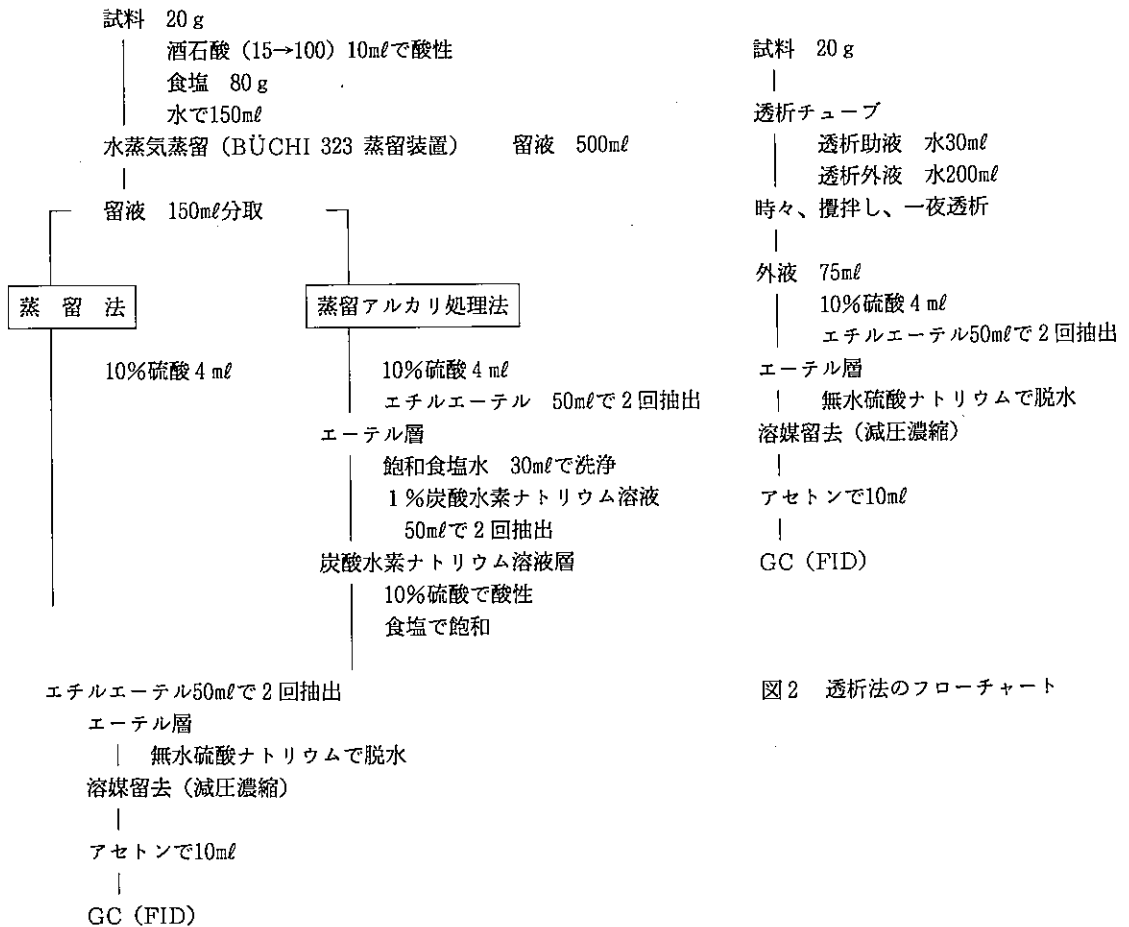 試料 20g
酒石酸(15→100)10mℓで酸性
食塩 80g
水で150mℓ
水蒸気蒸留(BÜCHI 323 蒸留装置) 留液 500mℓ
留液 150mℓ分取
蒸留法
10%硫酸4mℓ
蒸留アルカリ処理法
10%硫酸4mℓ
エチルエーテル 50mℓで2回抽出
エーテル層
飽和食塩水 30mℓで洗浄
1%炭酸水素ナトリウム溶液
50mℓで2回抽出
炭酸水素ナトリウム溶液層
10%硫酸で酸性
食塩で飽和
エチルエーテル50mℓで2回抽出
エーテル層
無水硫酸ナトリウムで脱水
溶媒留去(減圧濃縮)
アセトンで10mℓ
GC(FID)
試料 20g
透析チューブ
透析助液 水30mℓ
透析外液 水200mℓ
時々、攪拌し、一夜透析
外液 75mℓ
10%硫酸4mℓ
エチルエーテル50mℓで2回抽出
エーテル層
無水硫酸ナトリウムで脱水
溶媒留去(減圧濃縮)
アセトンで10mℓ
GC(FID)
図2 透析法のフローチャート